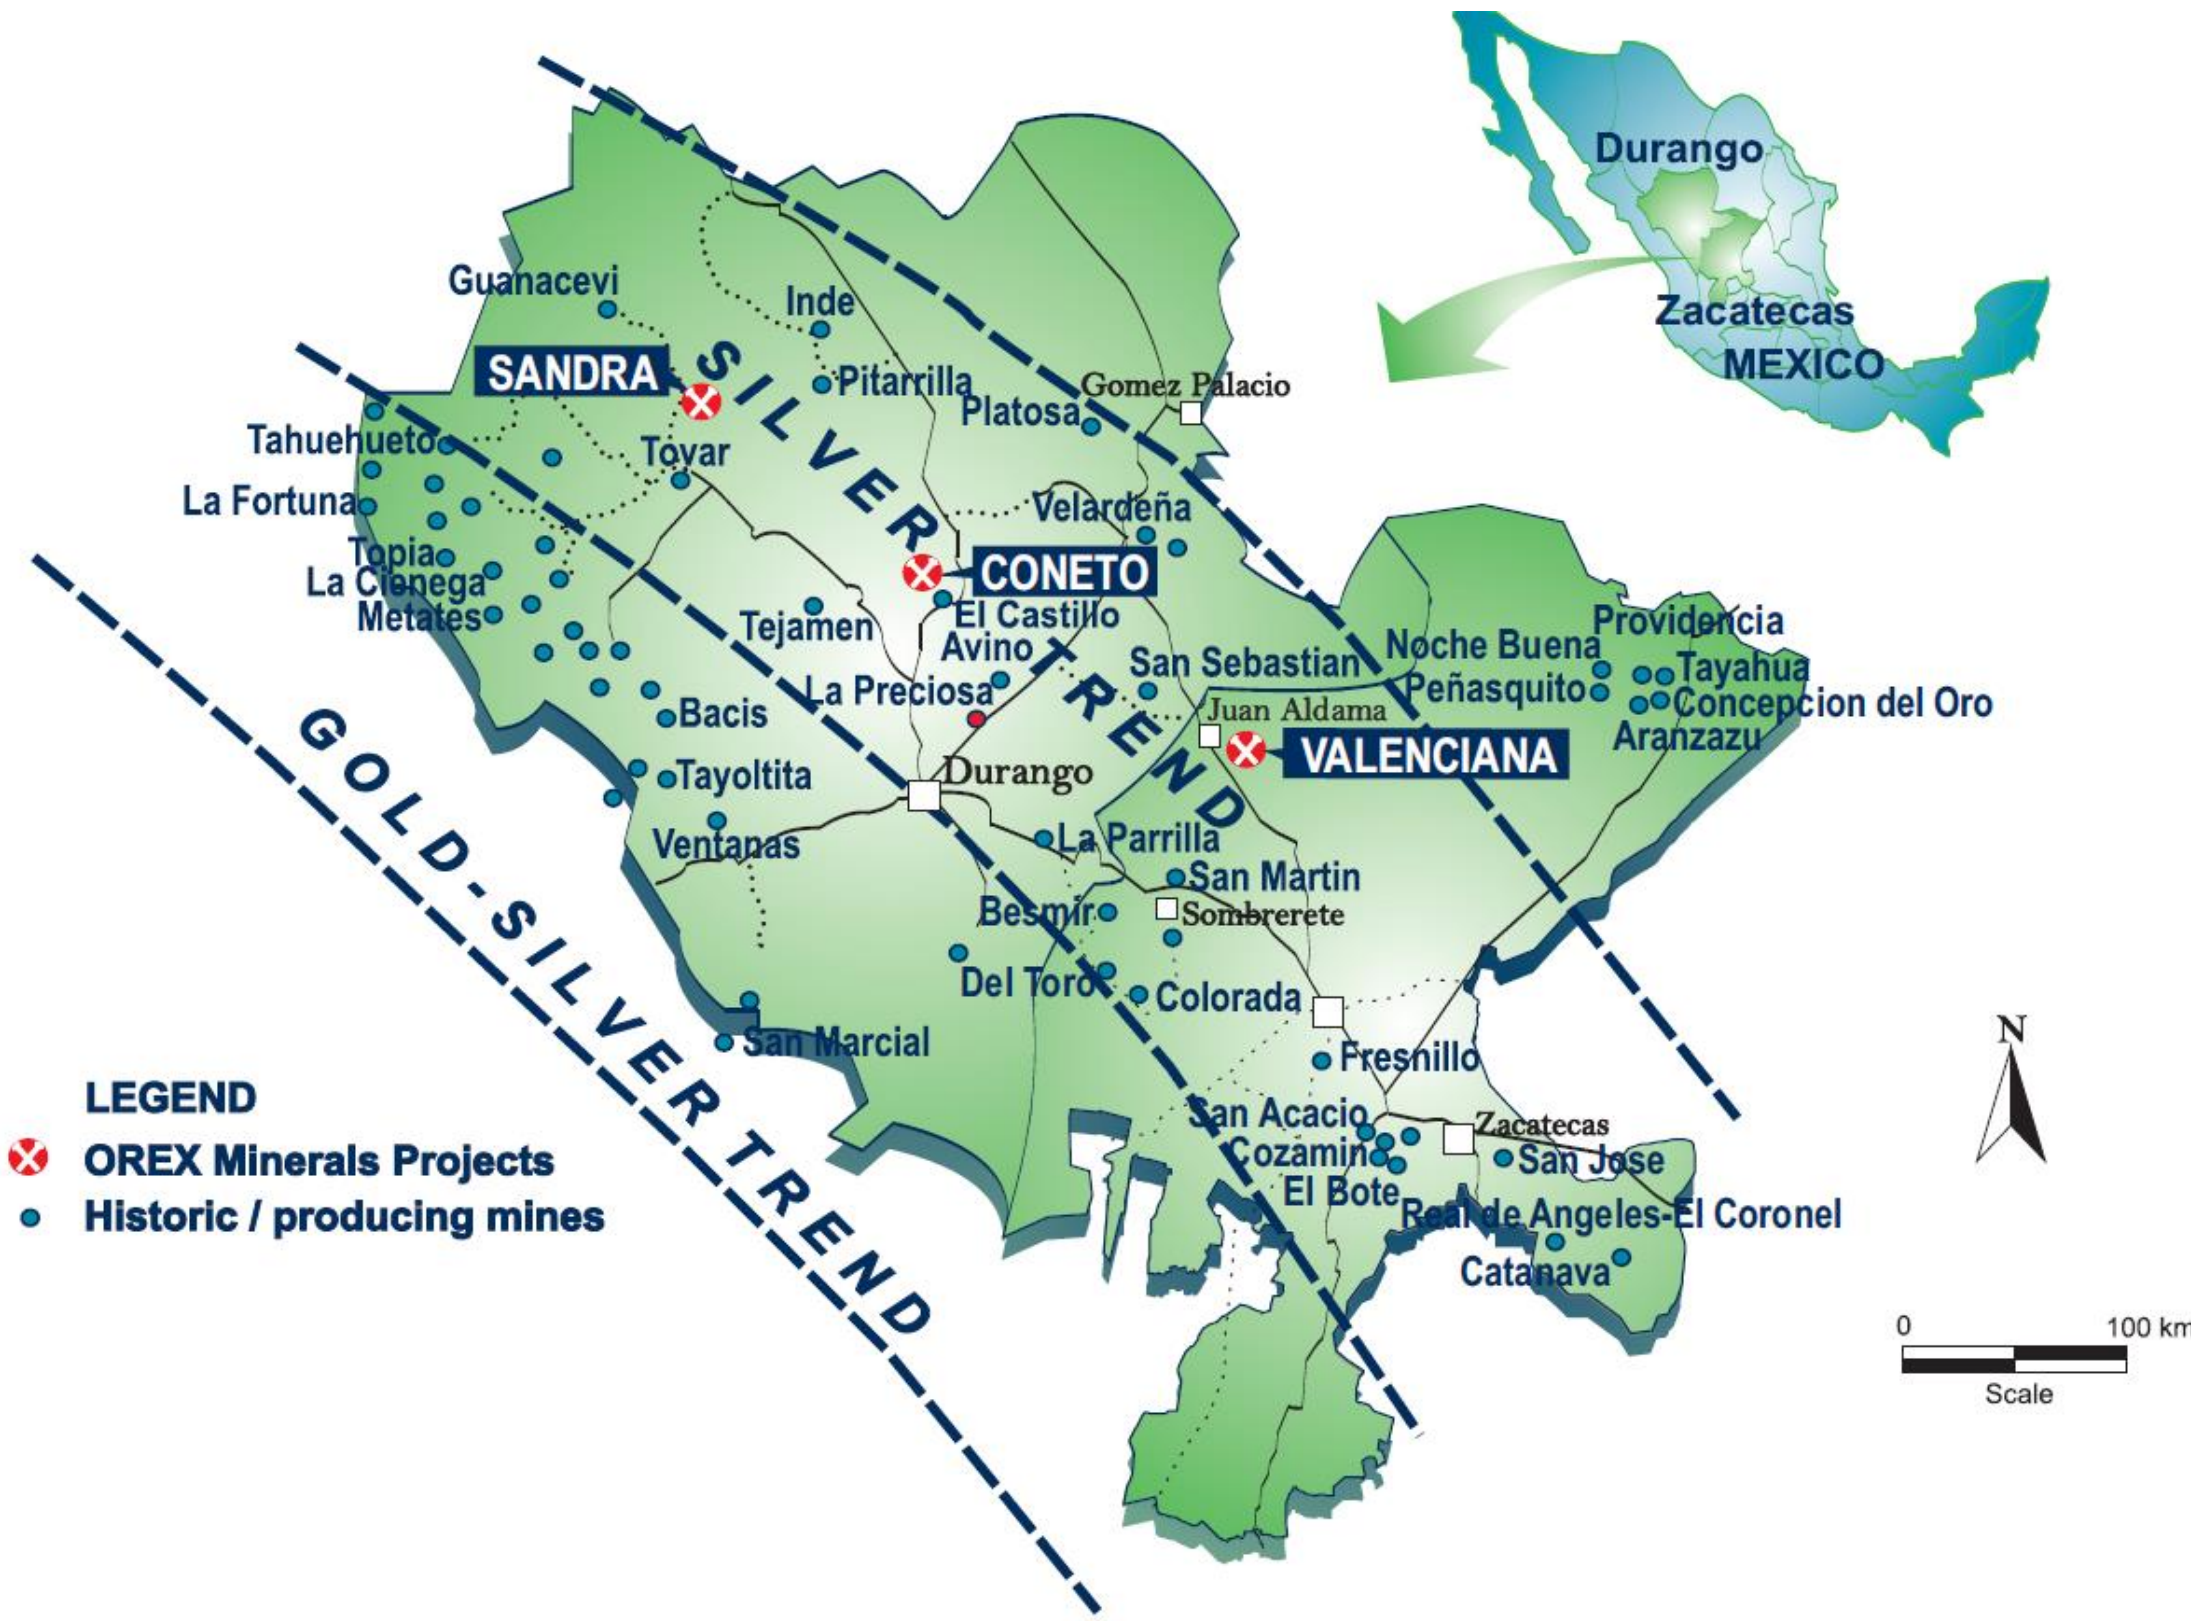 Durango
Zacatecas
MEXICO
Guanacevi
Inde
SANDRA
Pitarrilla
Gomez Palacio
Platosa
SILVER TREND
Tahuehueto
Tovar
La Fortuna
Velardeña
Topia
La Cienega
Metates
CONETO
El Castillo
Tejamen
Avino
San Sebastian
La Preciosa
Noche Buena
Providencia
Tayahua
Peñasquito
Concepcion del Oro
Aranzazu
Juan Aldama
VALENCIANA
Bacis
Tayoltita
Durango
Ventanas
La Parrilla
San Martin
Besmir
Sombrerete
Del Toro
Colorada
San Marcial
Fresnillo
GOLD-SILVER TREND
San Acacio
Zacatecas
Cozamin
San Jose
El Bote
Real de Angeles-El Coronel
Catanava
LEGEND
OREX Minerals Projects
Historic / producing mines
N
0 100 km
Scale